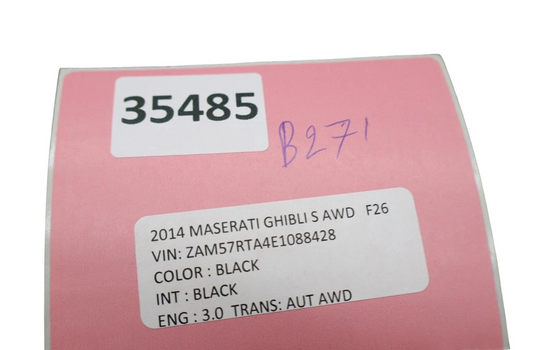 35485
B271
2014 MASERATI GHIBLI S AWD F26
VIN: ZAM57RTA4E1088428
COLOR : BLACK
INT : BLACK
ENG : 3.0 TRANS: AUT AWD